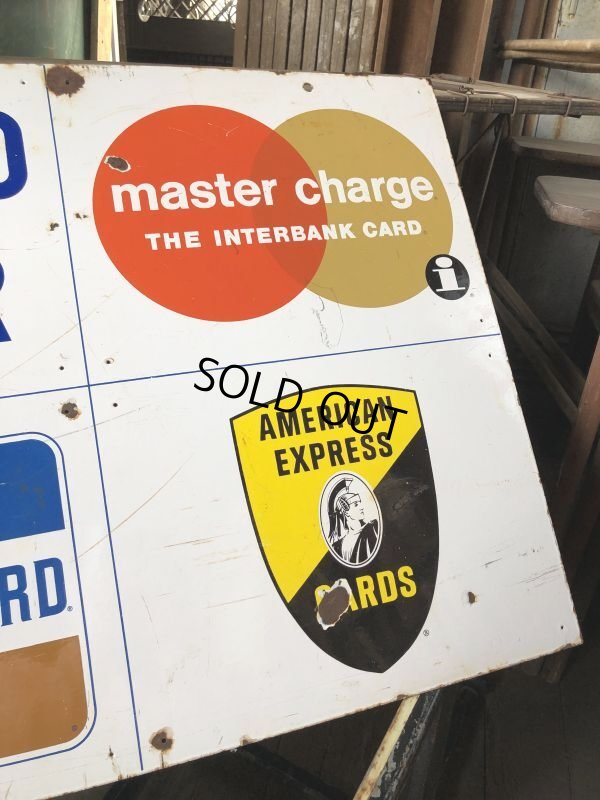 master charge
THE INTERBANK CARD
i
SOLD OUT
AMERICAN
EXPRESS
CARDS
RD®